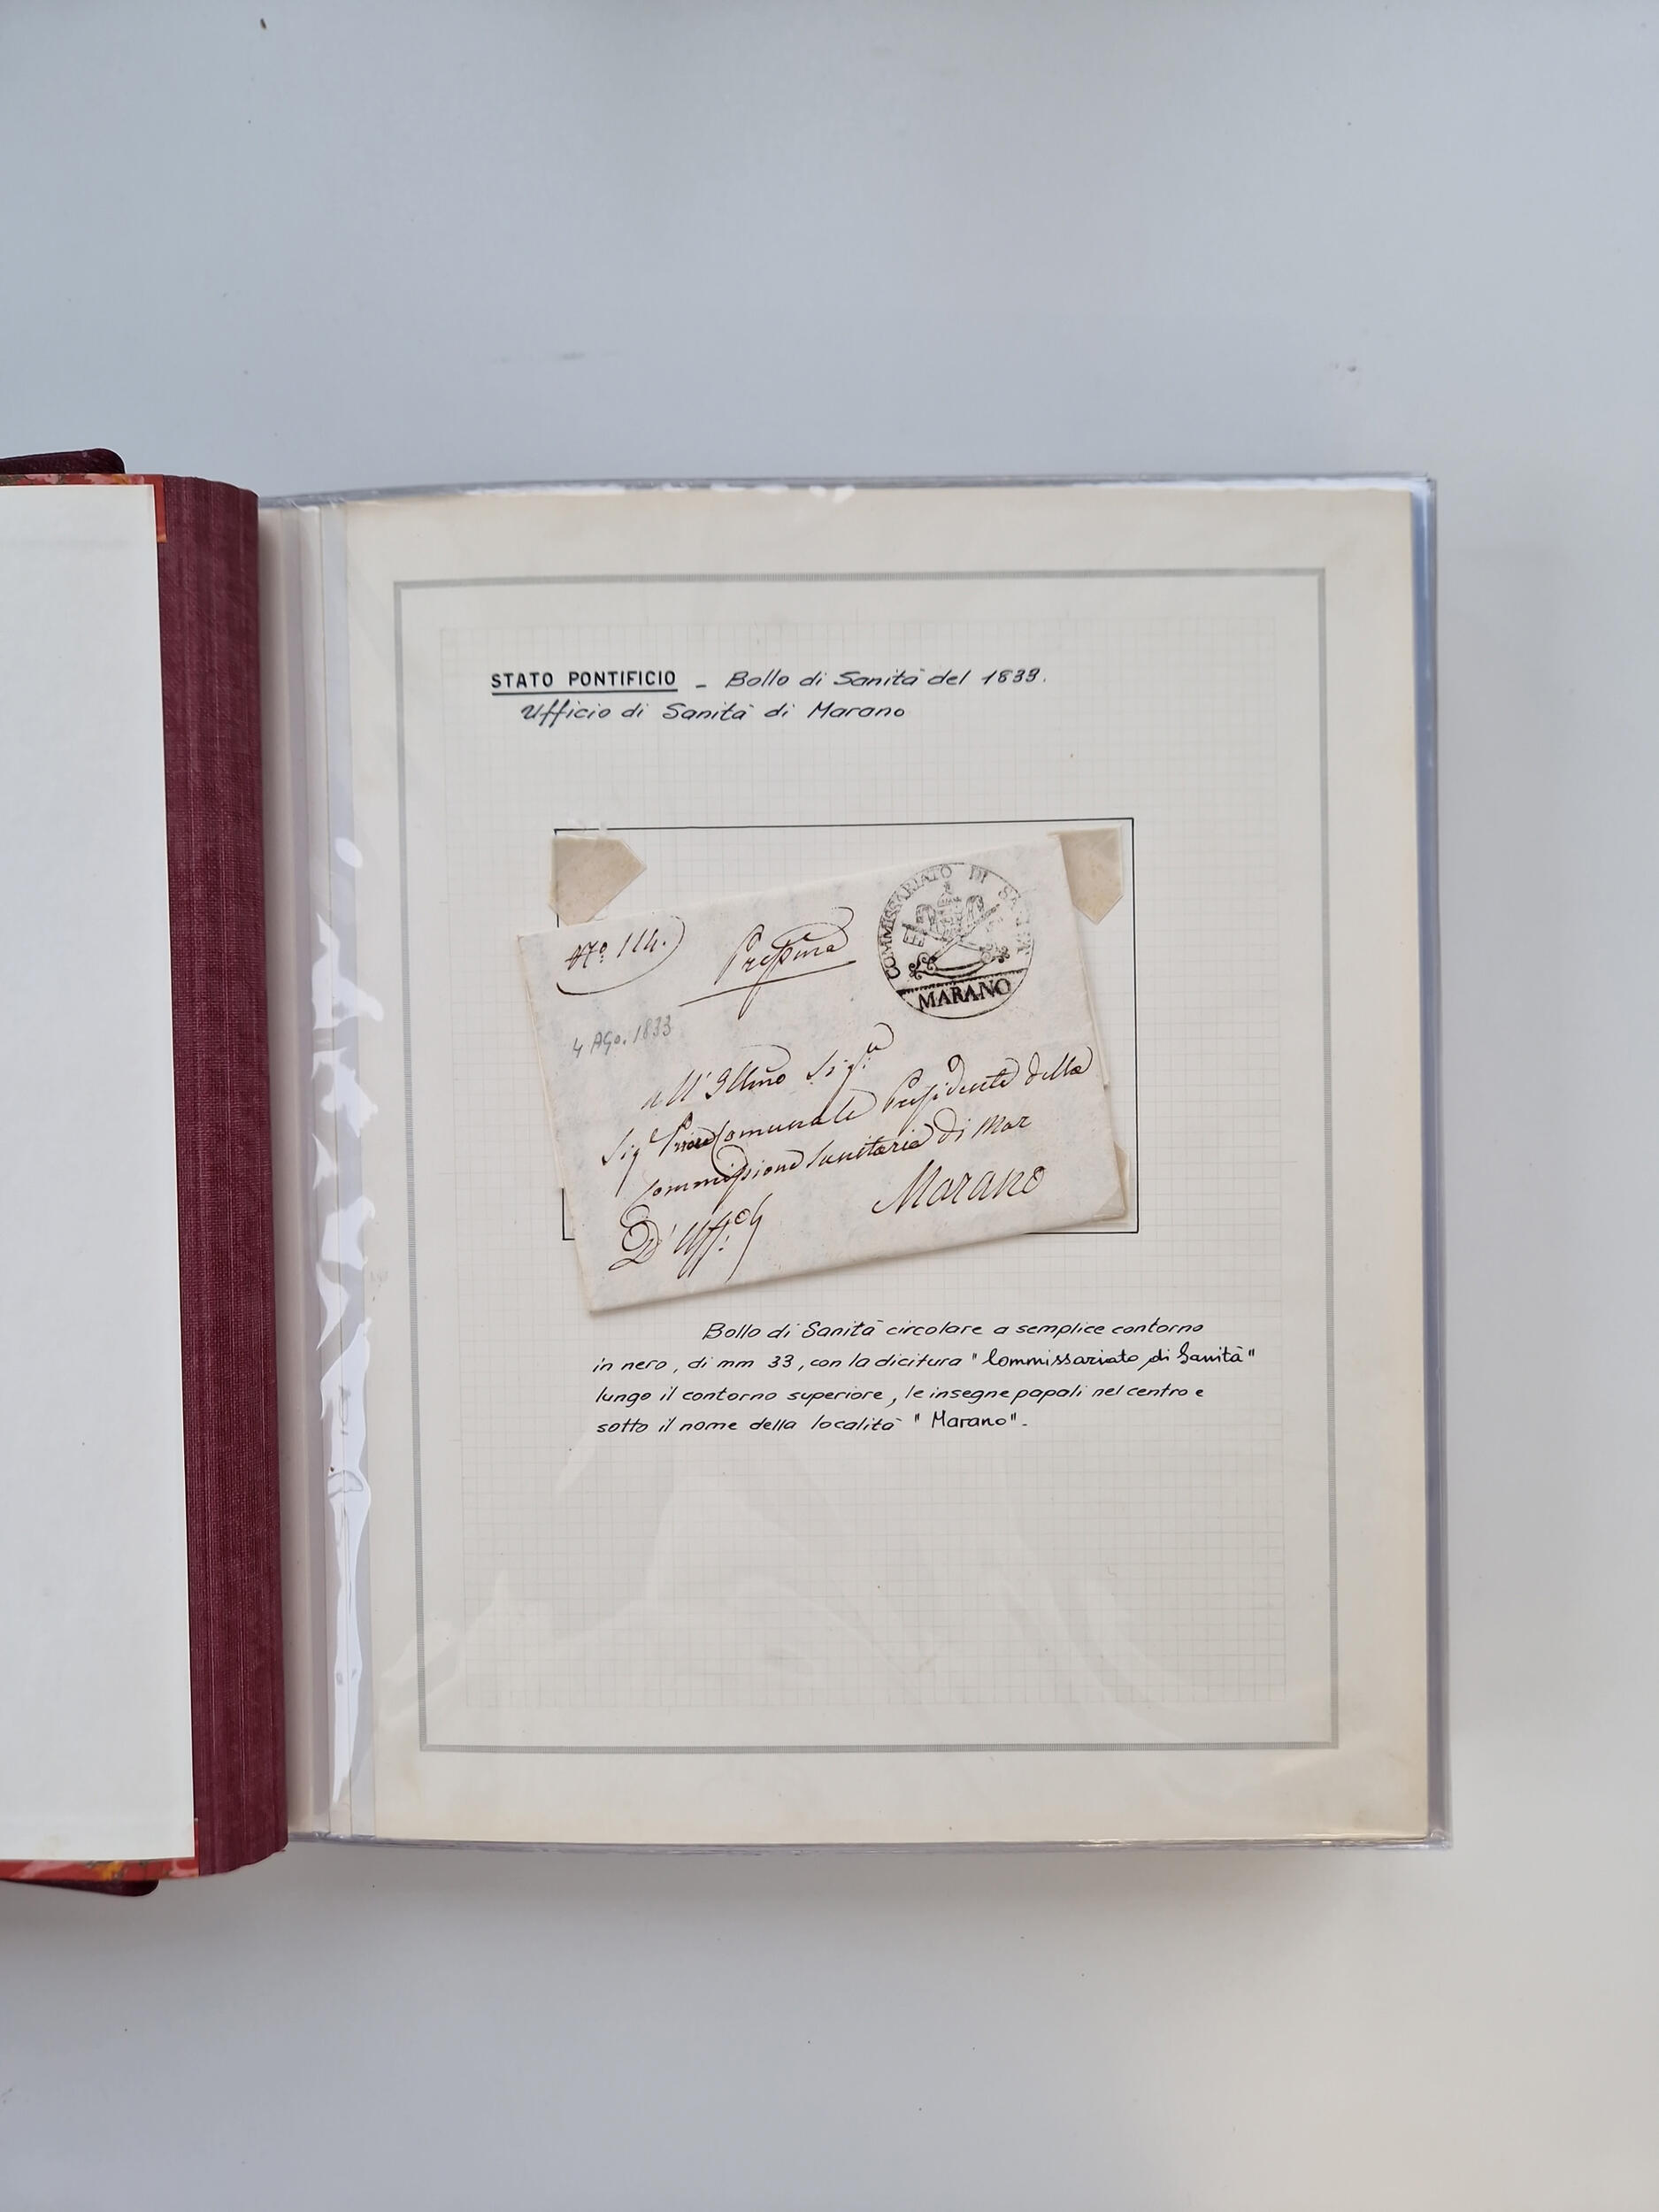 STATO PONTIFICIO - Bollo di Sanità del 1833.
Ufficio di Sanità di Marano
N.º 114.
Pressma
COMMISSARIATO DI SANITA'
MARANO
4 Ago. 1833
All'Illmo Sig.r
Sig.r Priore Comunale Presidente della
Commissione Sanitaria di Mar
Marano
D'Uff.o
Bollo di Sanità circolare a semplice contorno
in nero, di mm 33, con la dicitura "Commissariato di Sanità"
lungo il contorno superiore, le insegne papali nel centro e
sotto il nome della località "Marano".